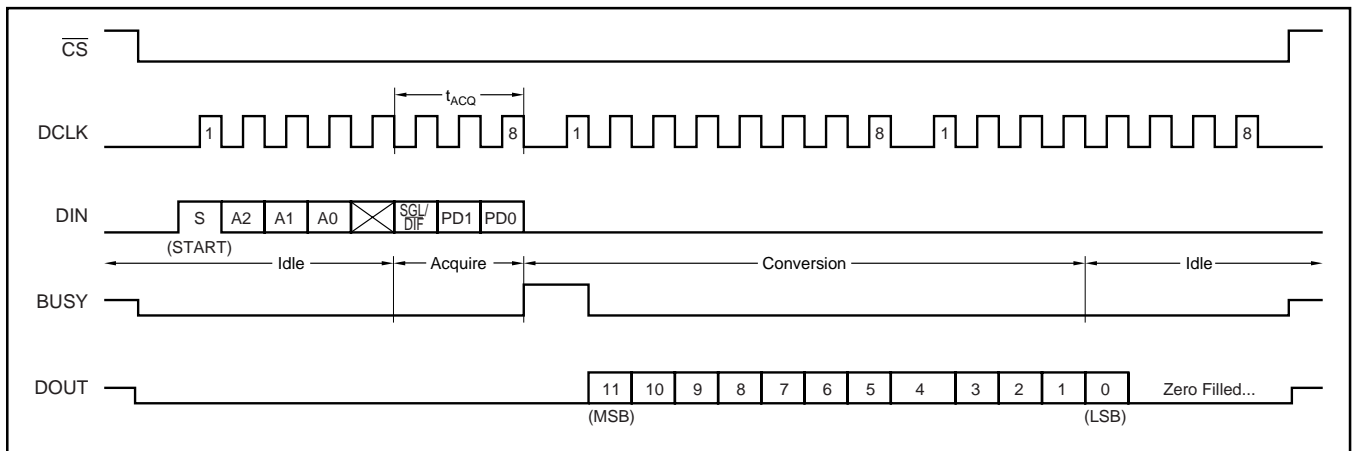 CS
tACQ
DCLK 1 8 1 8 1 8
DIN S A2 A1 A0 SGL/DIF PD1 PD0
(START)
Idle Acquire Conversion Idle
BUSY
DOUT 11 10 9 8 7 6 5 4 3 2 1 0 Zero Filled...
(MSB) (LSB)